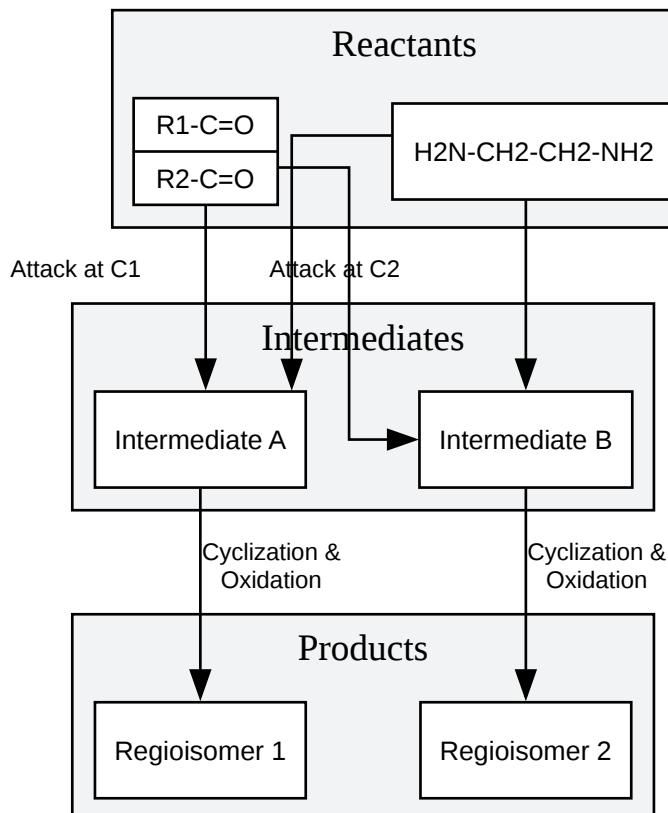 Reactants
R1-C=O
R2-C=O
H2N-CH2-CH2-NH2
Attack at C1
Attack at C2
Intermediates
Intermediate A
Intermediate B
Cyclization &
Oxidation
Cyclization &
Oxidation
Products
Regioisomer 1
Regioisomer 2